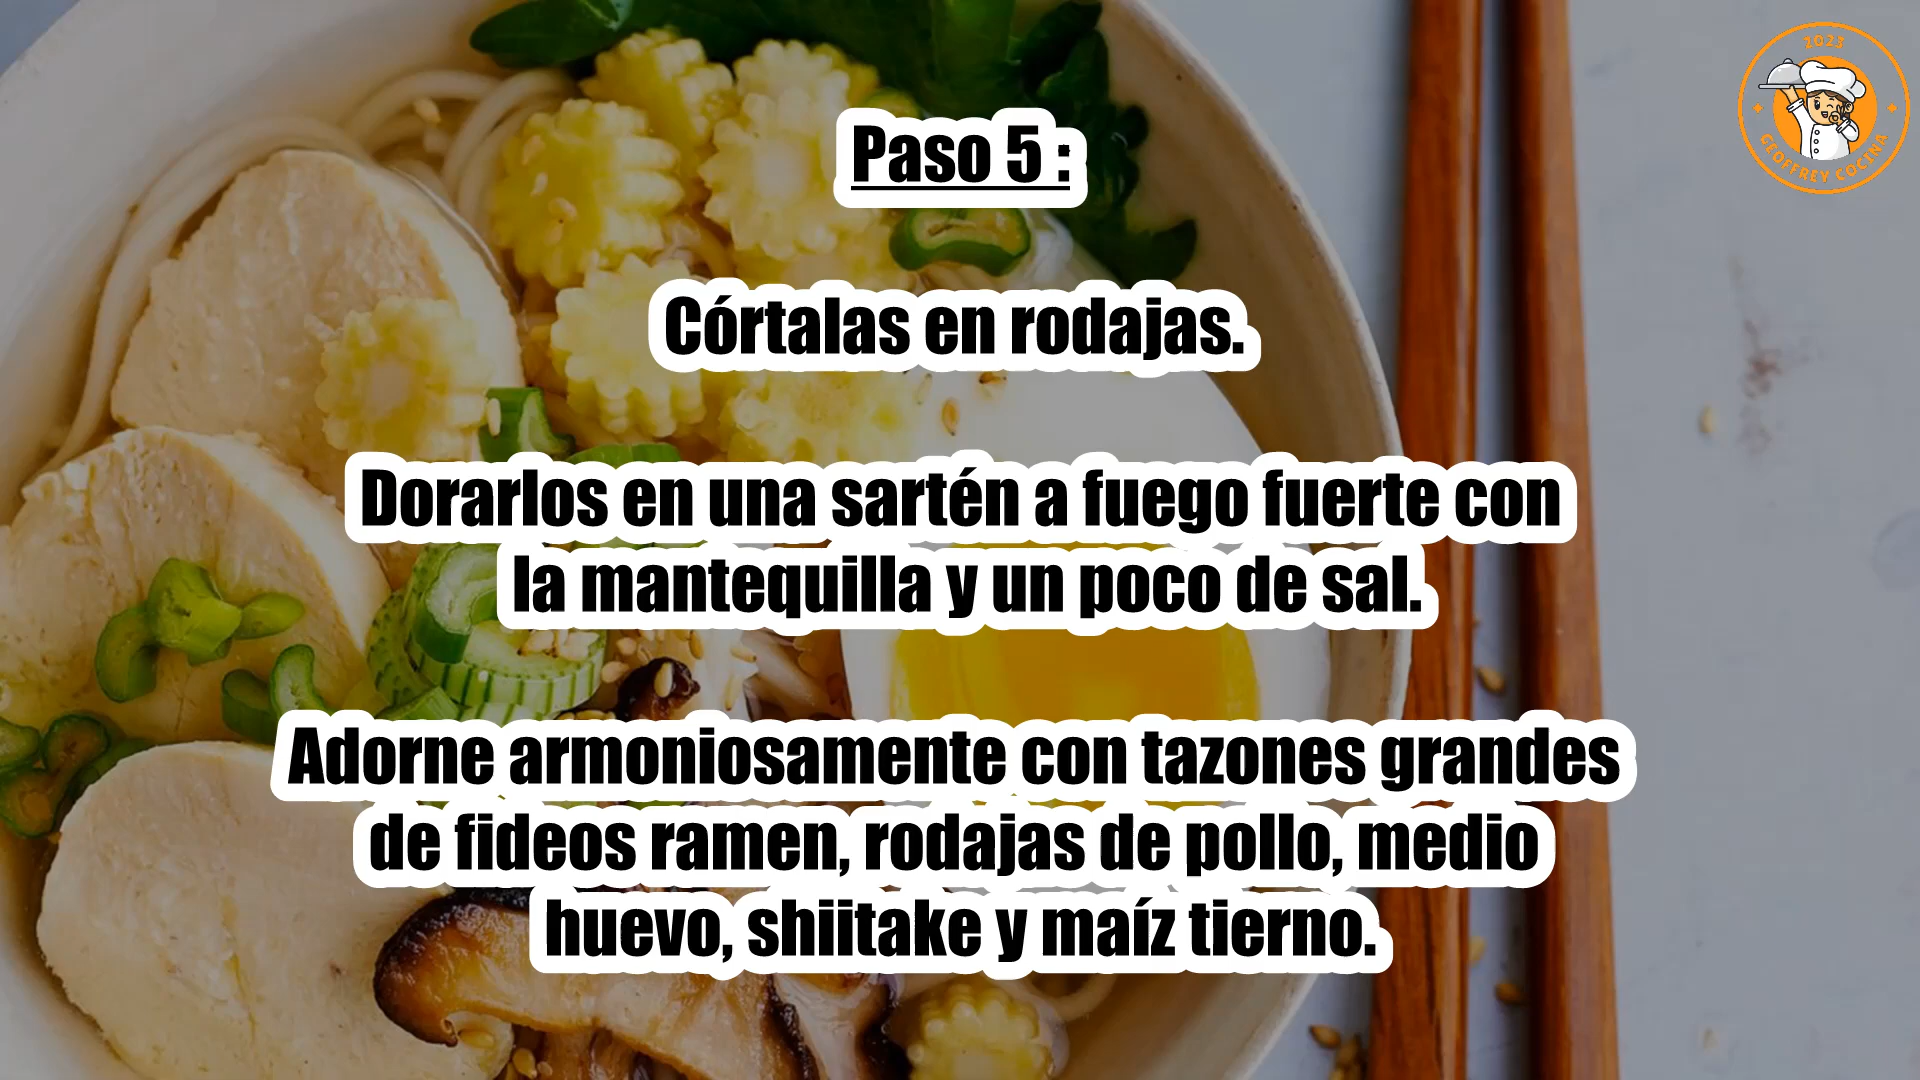 2023
GEOFFREY COCINA
Paso 5 :
Córtalas en rodajas.
Dorarlos en una sartén a fuego fuerte con
la mantequilla y un poco de sal.
Adorne armoniosamente con tazones grandes
de fideos ramen, rodajas de pollo, medio
huevo, shiitake y maíz tierno.